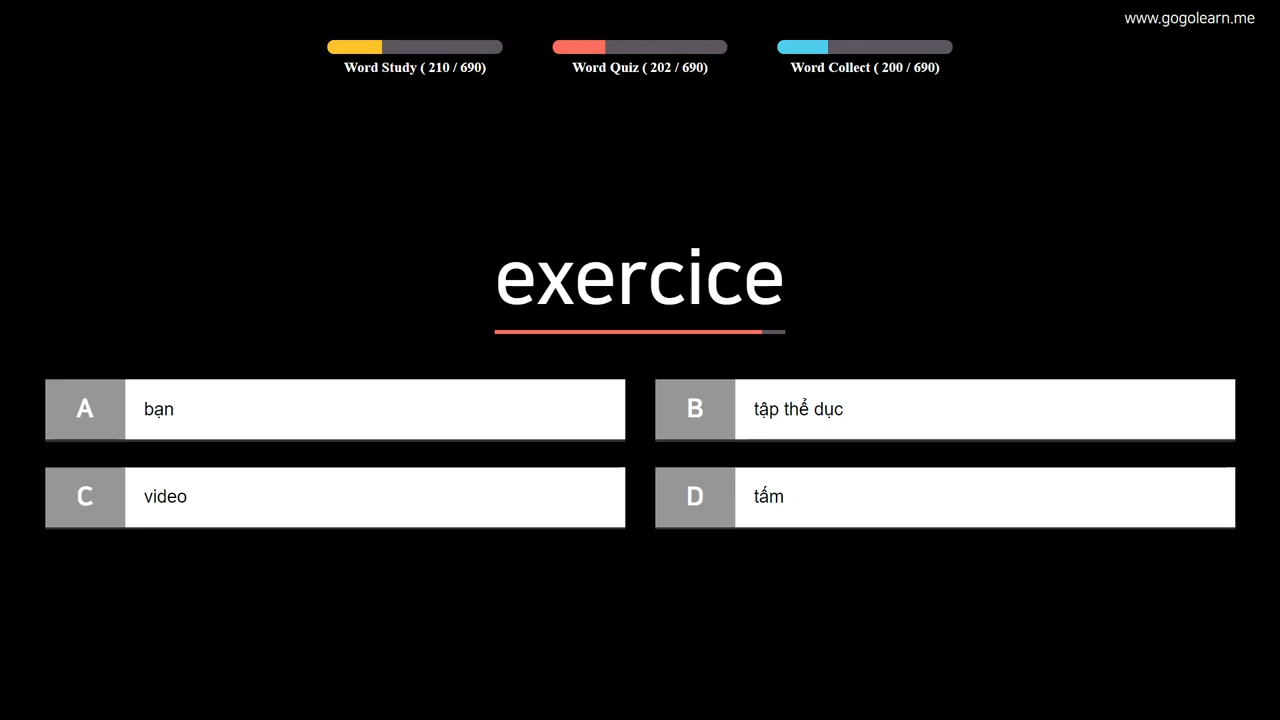 www.gogolearn.me
Word Study ( 210 / 690)
Word Quiz ( 202 / 690)
Word Collect ( 200 / 690)
exercice
A bạn
B tập thể dục
C video
D tấm